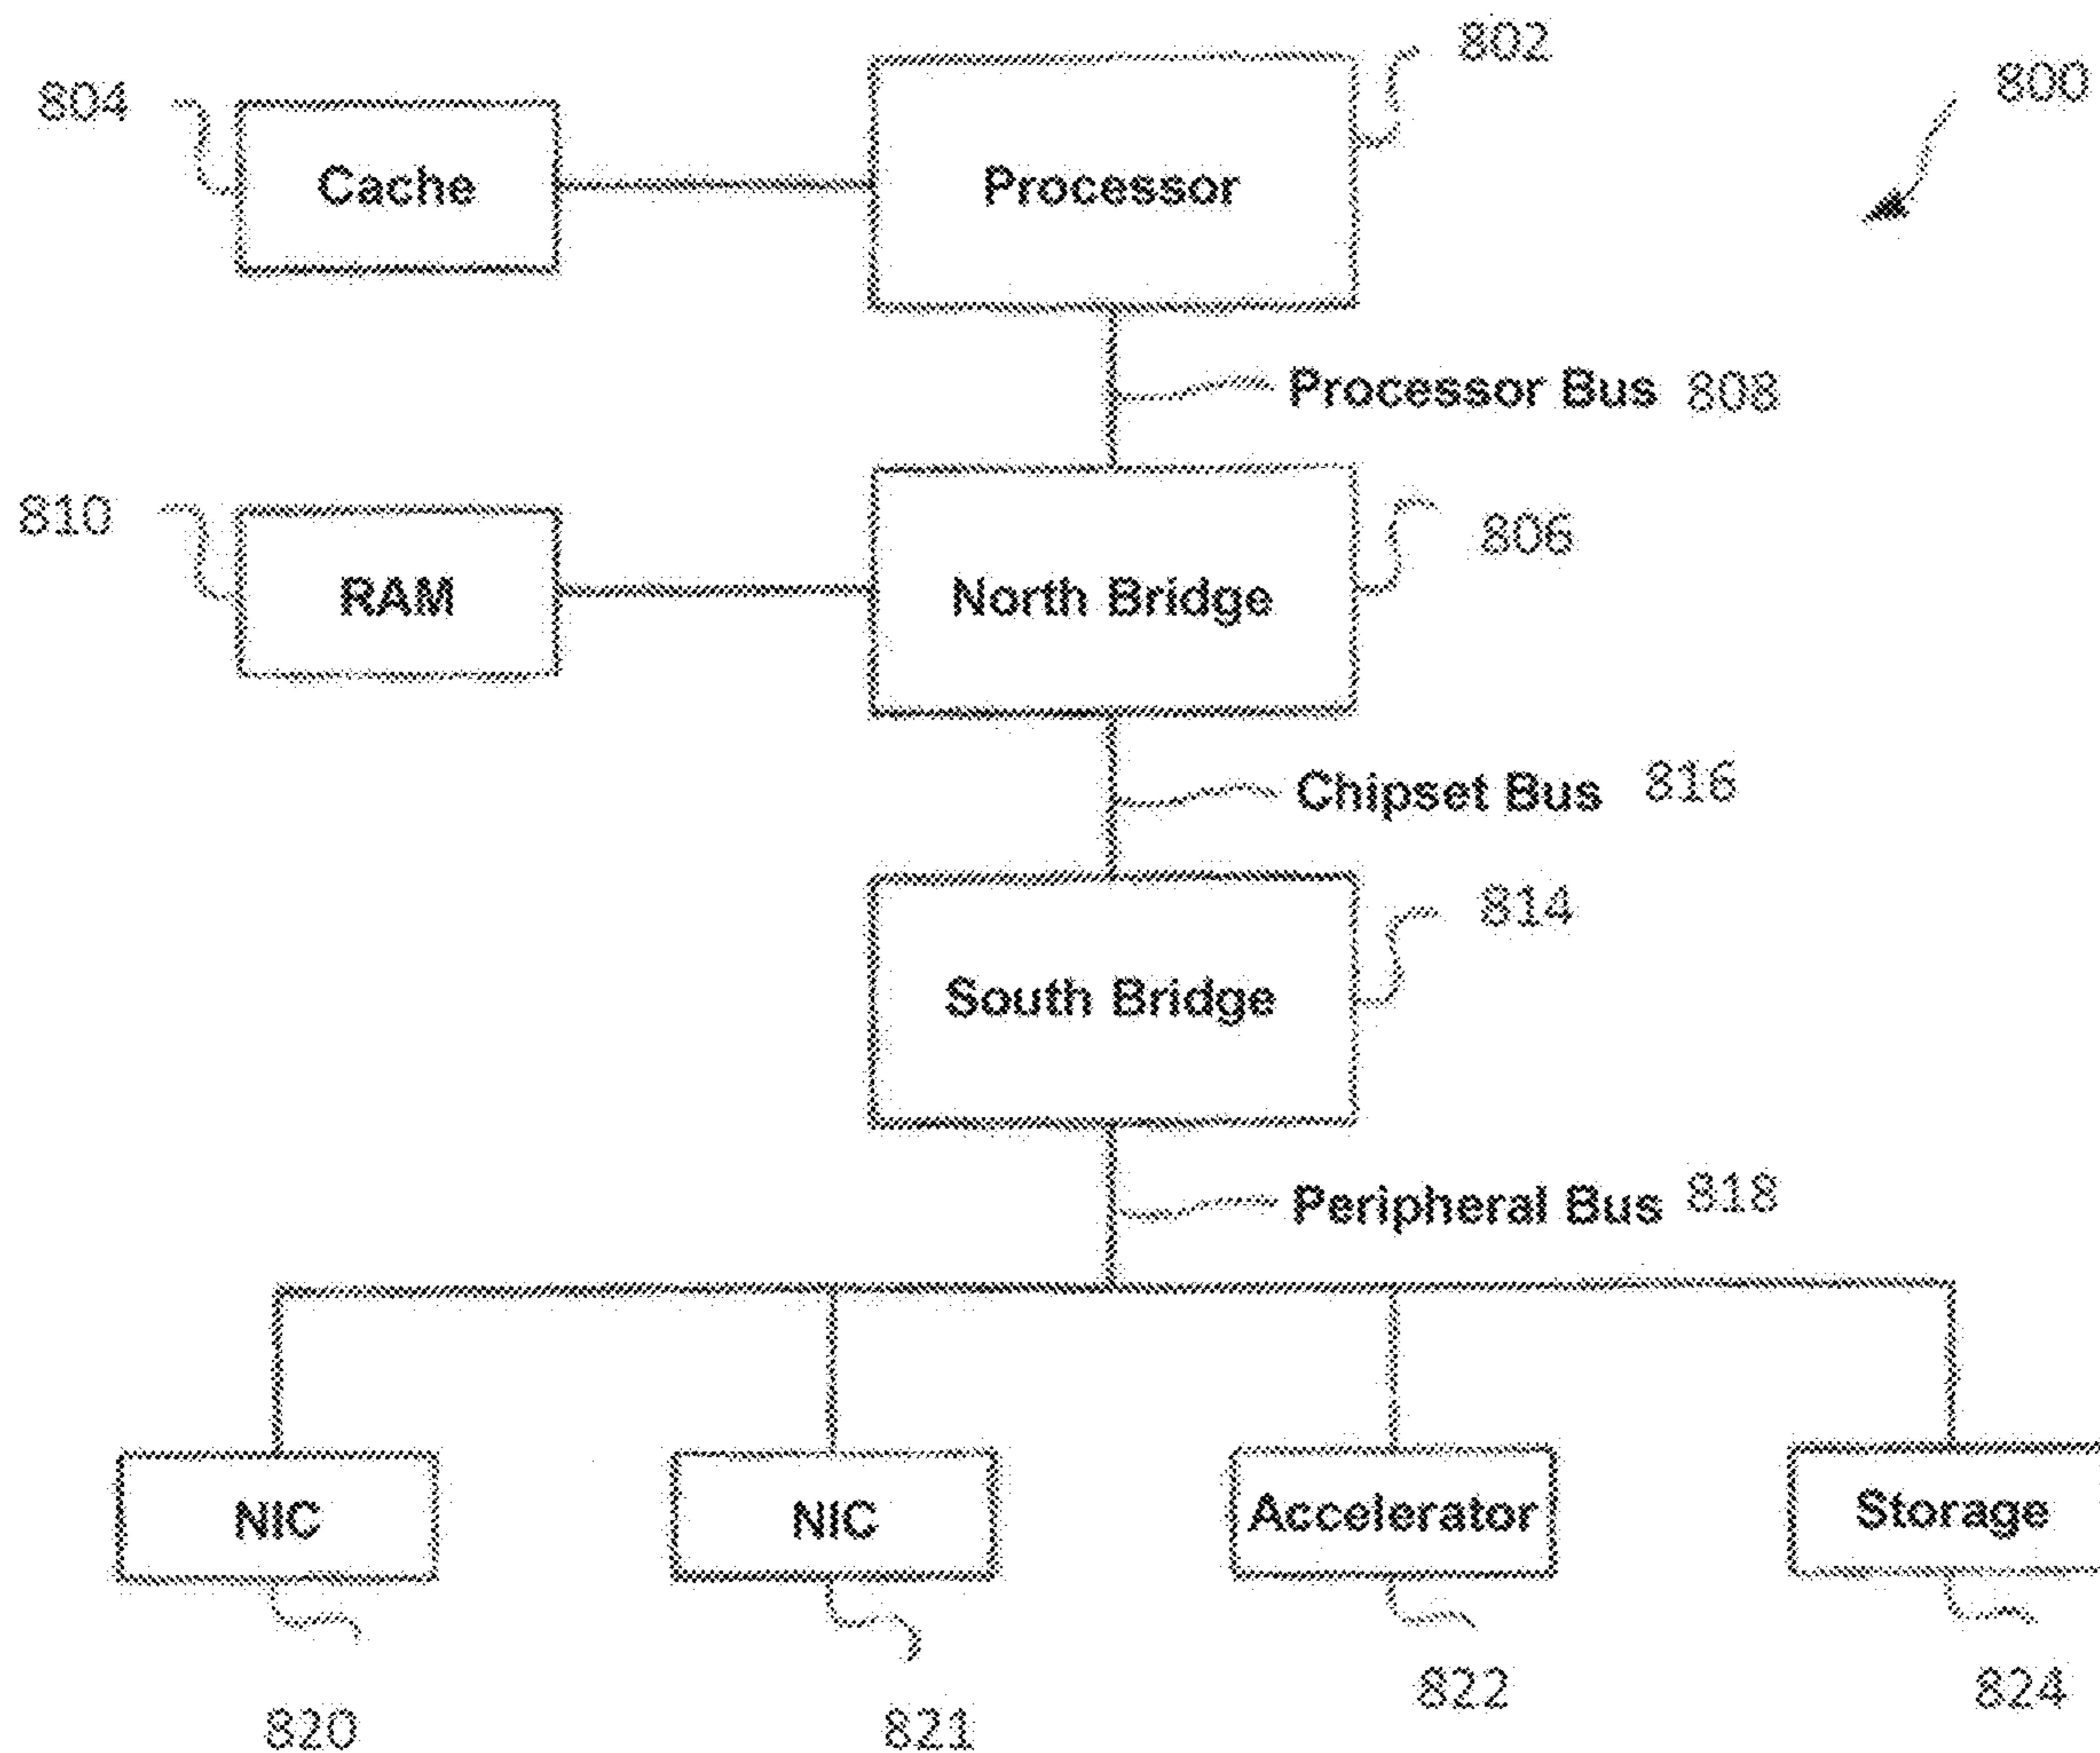 802
800
804
Cache
Processor
Processor Bus 808
810
806
RAM
North Bridge
Chipset Bus 816
814
South Bridge
Peripheral Bus 818
NIC
NIC
Accelerator
Storage
820
821
822
824